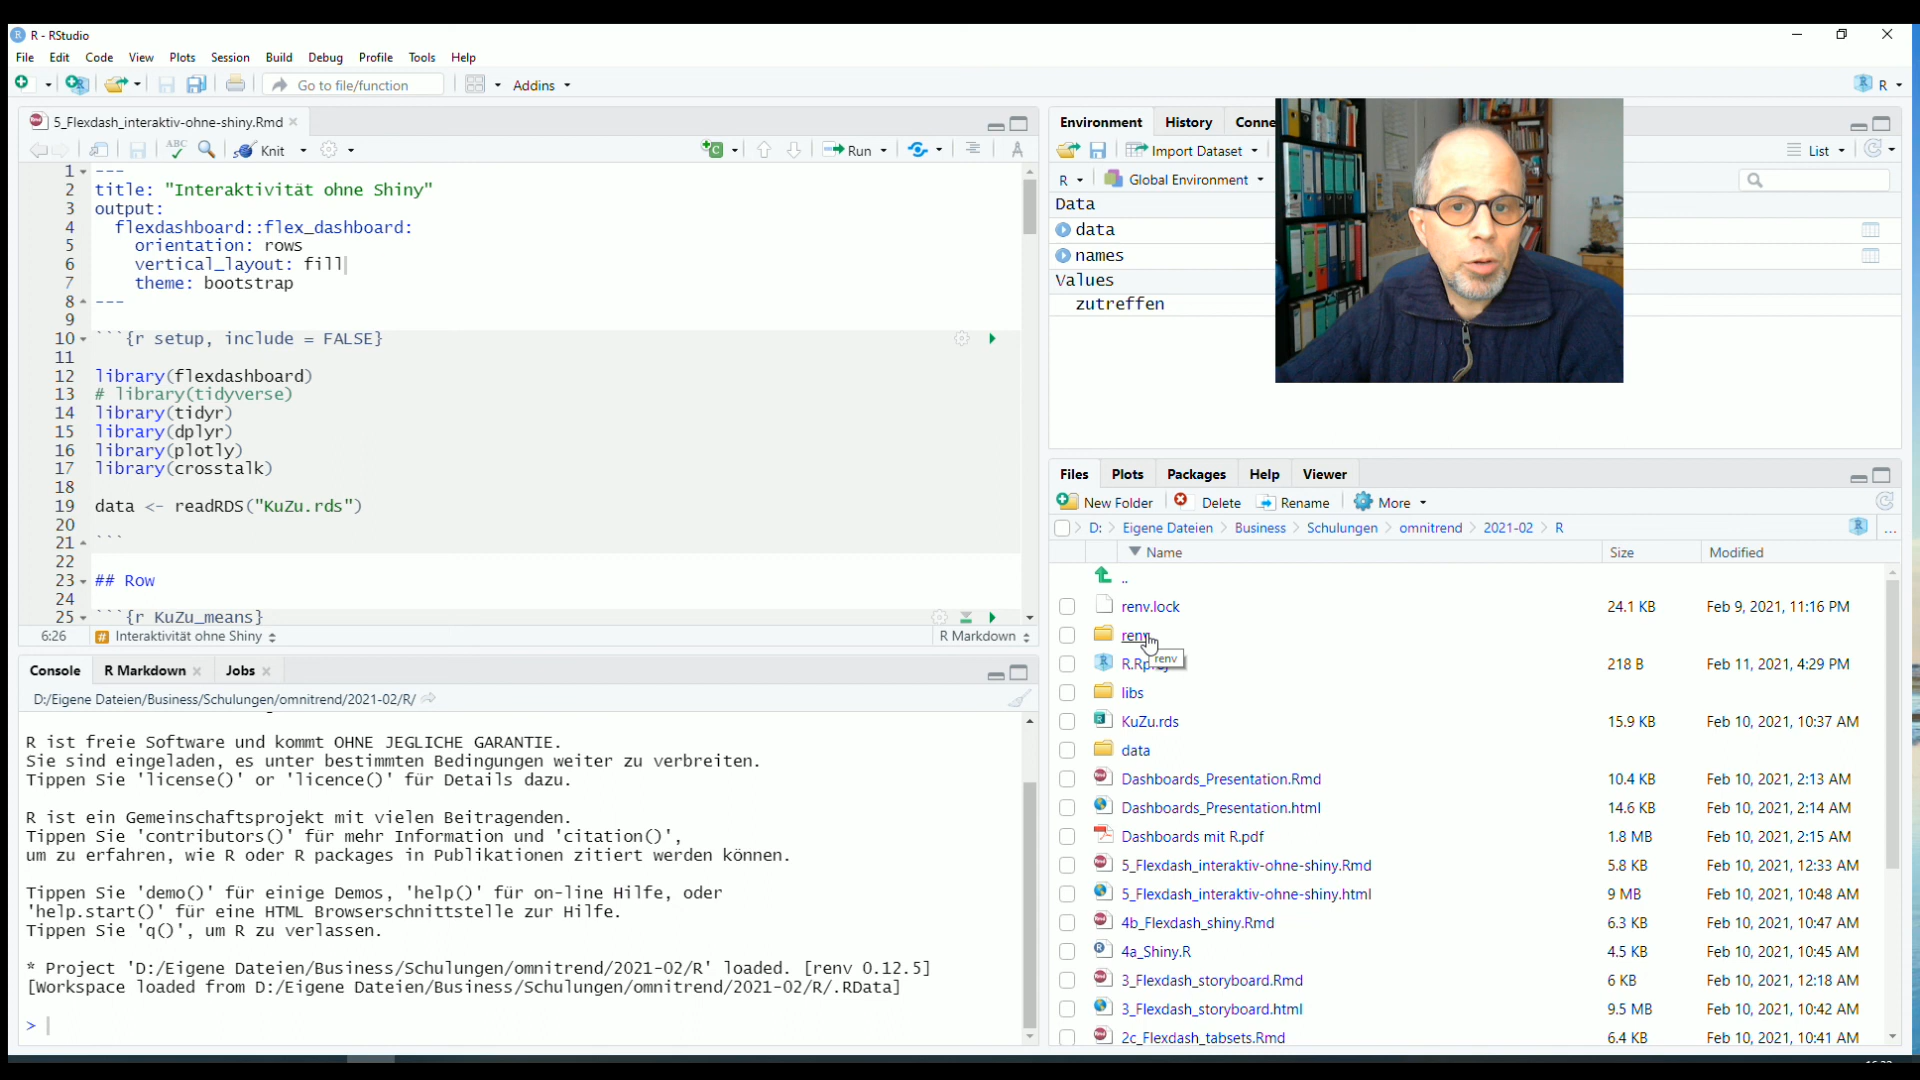 R - RStudio
File Edit Code View Plots Session Build Debug Profile Tools Help
Go to file/function Addins R
5_Flexdash_interaktiv-ohne-shiny.Rmd
ABC Knit Run
1 ---
2 title: "Interaktivität ohne Shiny"
3 output:
4 flexdashboard::flex_dashboard:
5 orientation: rows
6 vertical_layout: fill
7 theme: bootstrap
8 ---
9
10 ```{r setup, include = FALSE}
11
12 library(flexdashboard)
13 # library(tidyverse)
14 library(tidyr)
15 library(dplyr)
16 library(plotly)
17 library(crosstalk)
18
19 data <- readRDS("KuZu.rds")
20
21 ```
22
23 ## Row
24
25 ```{r KuZu_means}
6:26 # Interaktivität ohne Shiny R Markdown
Console R Markdown Jobs
D:/Eigene Dateien/Business/Schulungen/omnitrend/2021-02/R/
R ist freie Software und kommt OHNE JEGLICHE GARANTIE.
Sie sind eingeladen, es unter bestimmten Bedingungen weiter zu verbreiten.
Tippen Sie 'license()' or 'licence()' für Details dazu.
R ist ein Gemeinschaftsprojekt mit vielen Beitragenden.
Tippen Sie 'contributors()' für mehr Information und 'citation()',
um zu erfahren, wie R oder R packages in Publikationen zitiert werden können.
Tippen Sie 'demo()' für einige Demos, 'help()' für on-line Hilfe, oder
'help.start()' für eine HTML Browserschnittstelle zur Hilfe.
Tippen Sie 'q()', um R zu verlassen.
* Project 'D:/Eigene Dateien/Business/Schulungen/omnitrend/2021-02/R' loaded. [renv 0.12.5]
[Workspace loaded from D:/Eigene Dateien/Business/Schulungen/omnitrend/2021-02/R/.RData]
>
Environment History Conne
Import Dataset List
R Global Environment
Data
data
names
Values
zutreffen
Files Plots Packages Help Viewer
New Folder Delete Rename More
D: Eigene Dateien Business Schulungen omnitrend 2021-02 R ...
Name Size Modified
..
renv.lock 24.1 KB Feb 9, 2021, 11:16 PM
renv
renv
218 B Feb 11, 2021, 4:29 PM
libs
KuZu.rds 15.9 KB Feb 10, 2021, 10:37 AM
data
Dashboards_Presentation.Rmd 10.4 KB Feb 10, 2021, 2:13 AM
Dashboards_Presentation.html 14.6 KB Feb 10, 2021, 2:14 AM
Dashboards mit R.pdf 1.8 MB Feb 10, 2021, 2:15 AM
5_Flexdash_interaktiv-ohne-shiny.Rmd 5.8 KB Feb 10, 2021, 12:33 AM
5_Flexdash_interaktiv-ohne-shiny.html 9 MB Feb 10, 2021, 10:48 AM
4b_Flexdash_shiny.Rmd 6.3 KB Feb 10, 2021, 10:47 AM
4a_Shiny.R 4.5 KB Feb 10, 2021, 10:45 AM
3_Flexdash_storyboard.Rmd 6 KB Feb 10, 2021, 12:18 AM
3_Flexdash_storyboard.html 9.5 MB Feb 10, 2021, 10:42 AM
2c_Flexdash_tabsets.Rmd 6.4 KB Feb 10, 2021, 10:41 AM